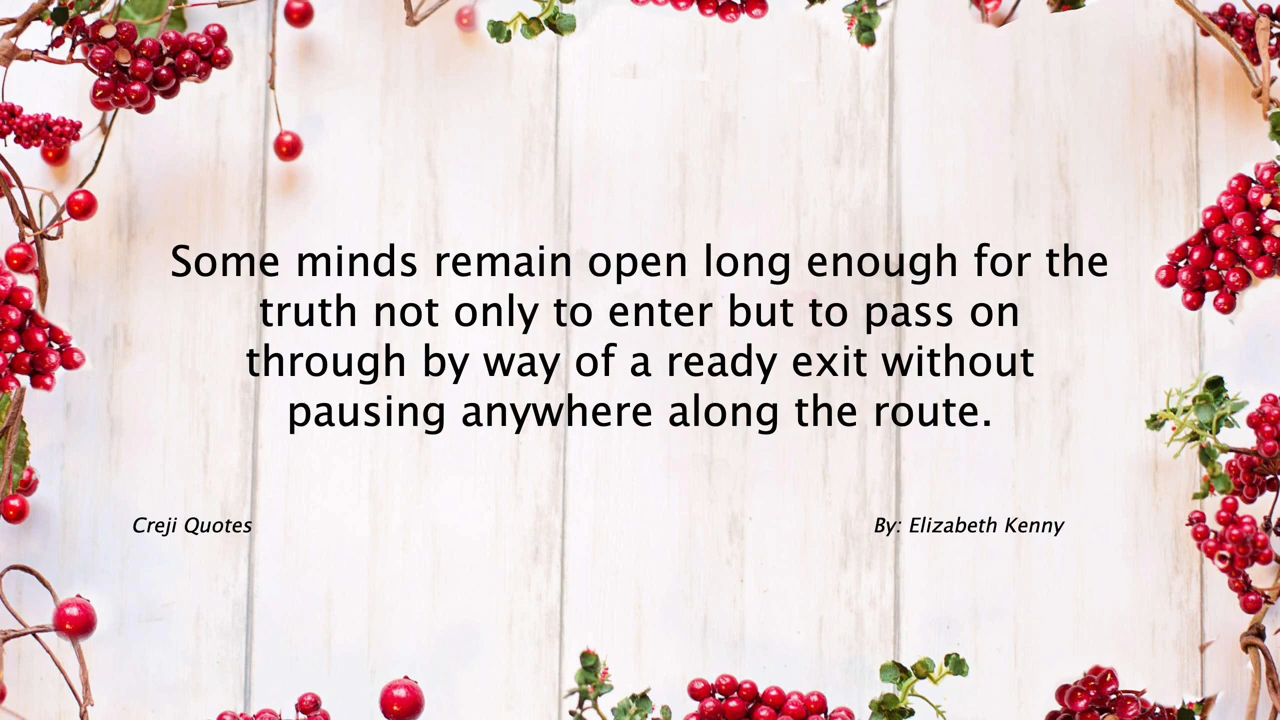 Some minds remain open long enough for the
truth not only to enter but to pass on
through by way of a ready exit without
pausing anywhere along the route.
Creji Quotes
By: Elizabeth Kenny